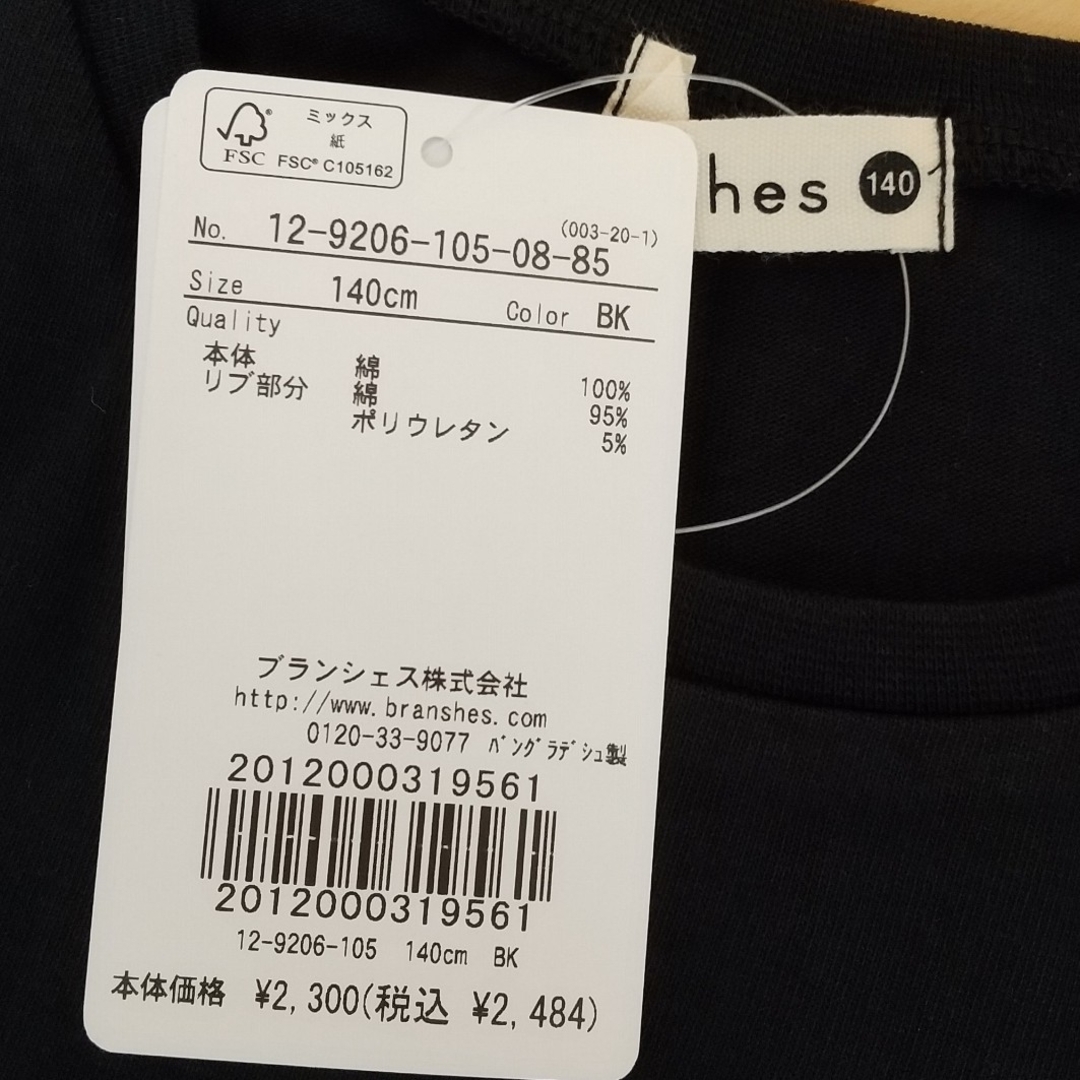 ミックス
紙
FSC® FSC® C105162
hes 140
(003-20-1)
No. 12-9206-105-08-85
Size 140cm Color BK
Quality
本体 綿 100%
リブ部分 綿 95%
ポリウレタン 5%
ブランシェス株式会社
http://www.branshes.com
0120-33-9077 ﾊﾞﾝｸﾞﾗﾃﾞｼｭ製
2012000319561
2012000319561
12-9206-105 140cm BK
本体価格 ¥2,300(税込 ¥2,484)